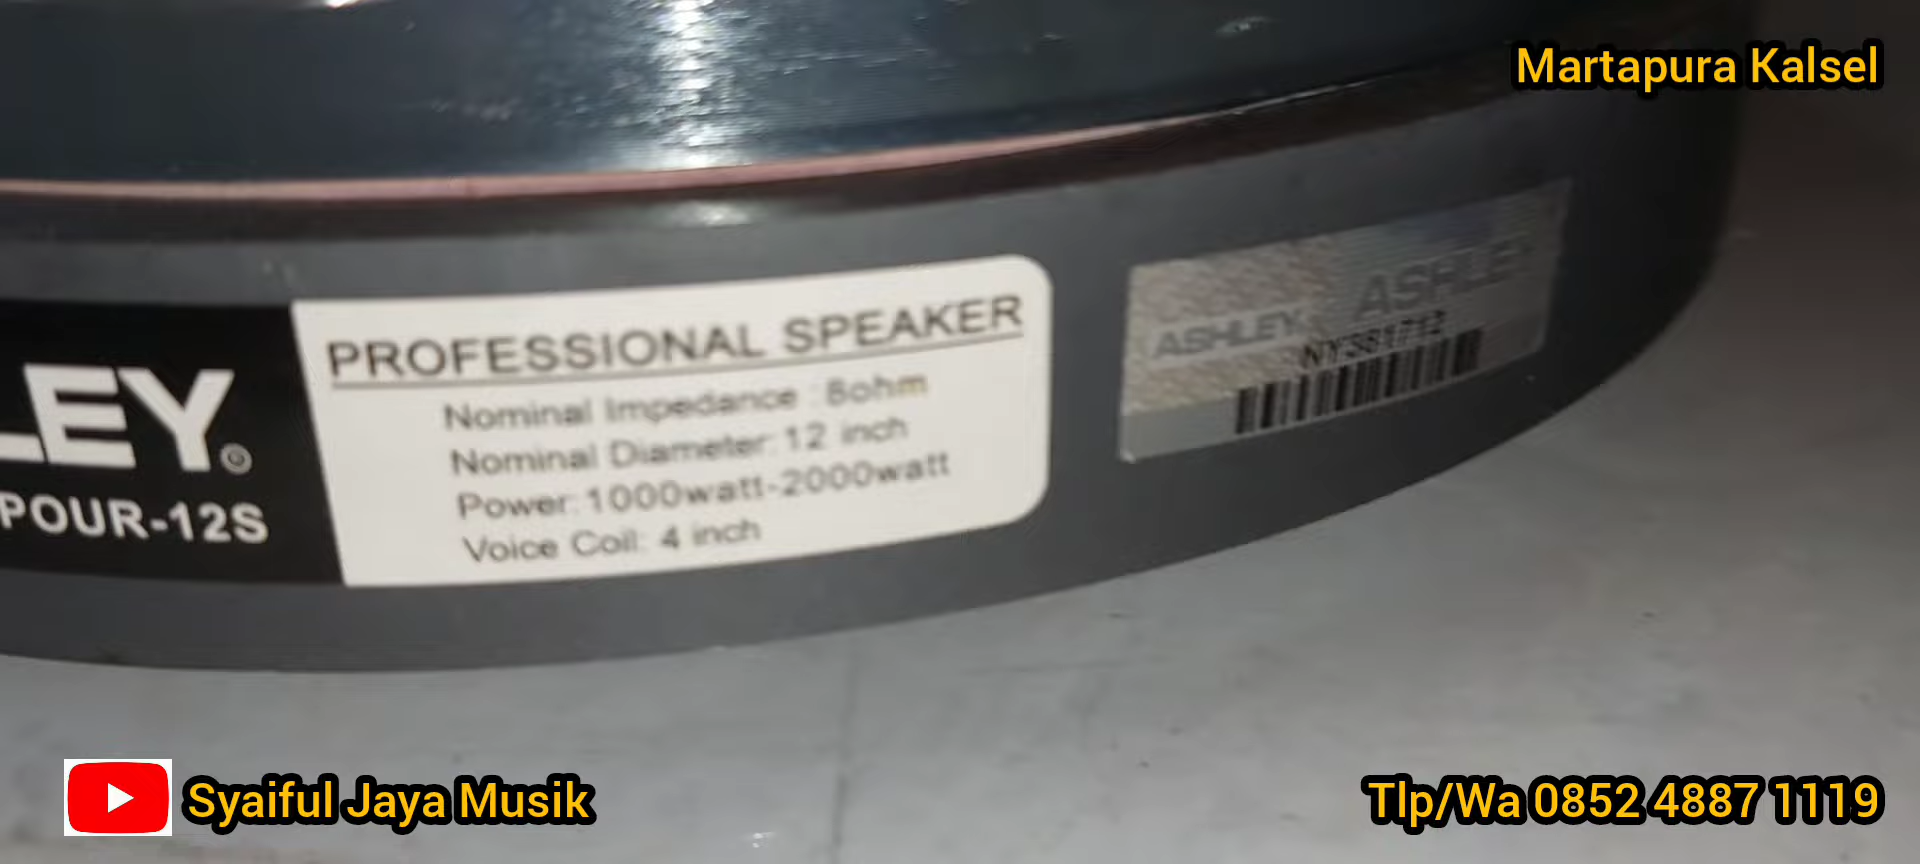 Martapura Kalsel
LEY®
POUR-12S
PROFESSIONAL SPEAKER
Nominal Impedance : 8ohm
Nominal Diameter: 12 inch
Power: 1000watt-2000watt
Voice Coil: 4 inch
ASHLEY ASHLEY
NY381712
Syaiful Jaya Musik
Tlp/Wa 0852 4887 1119